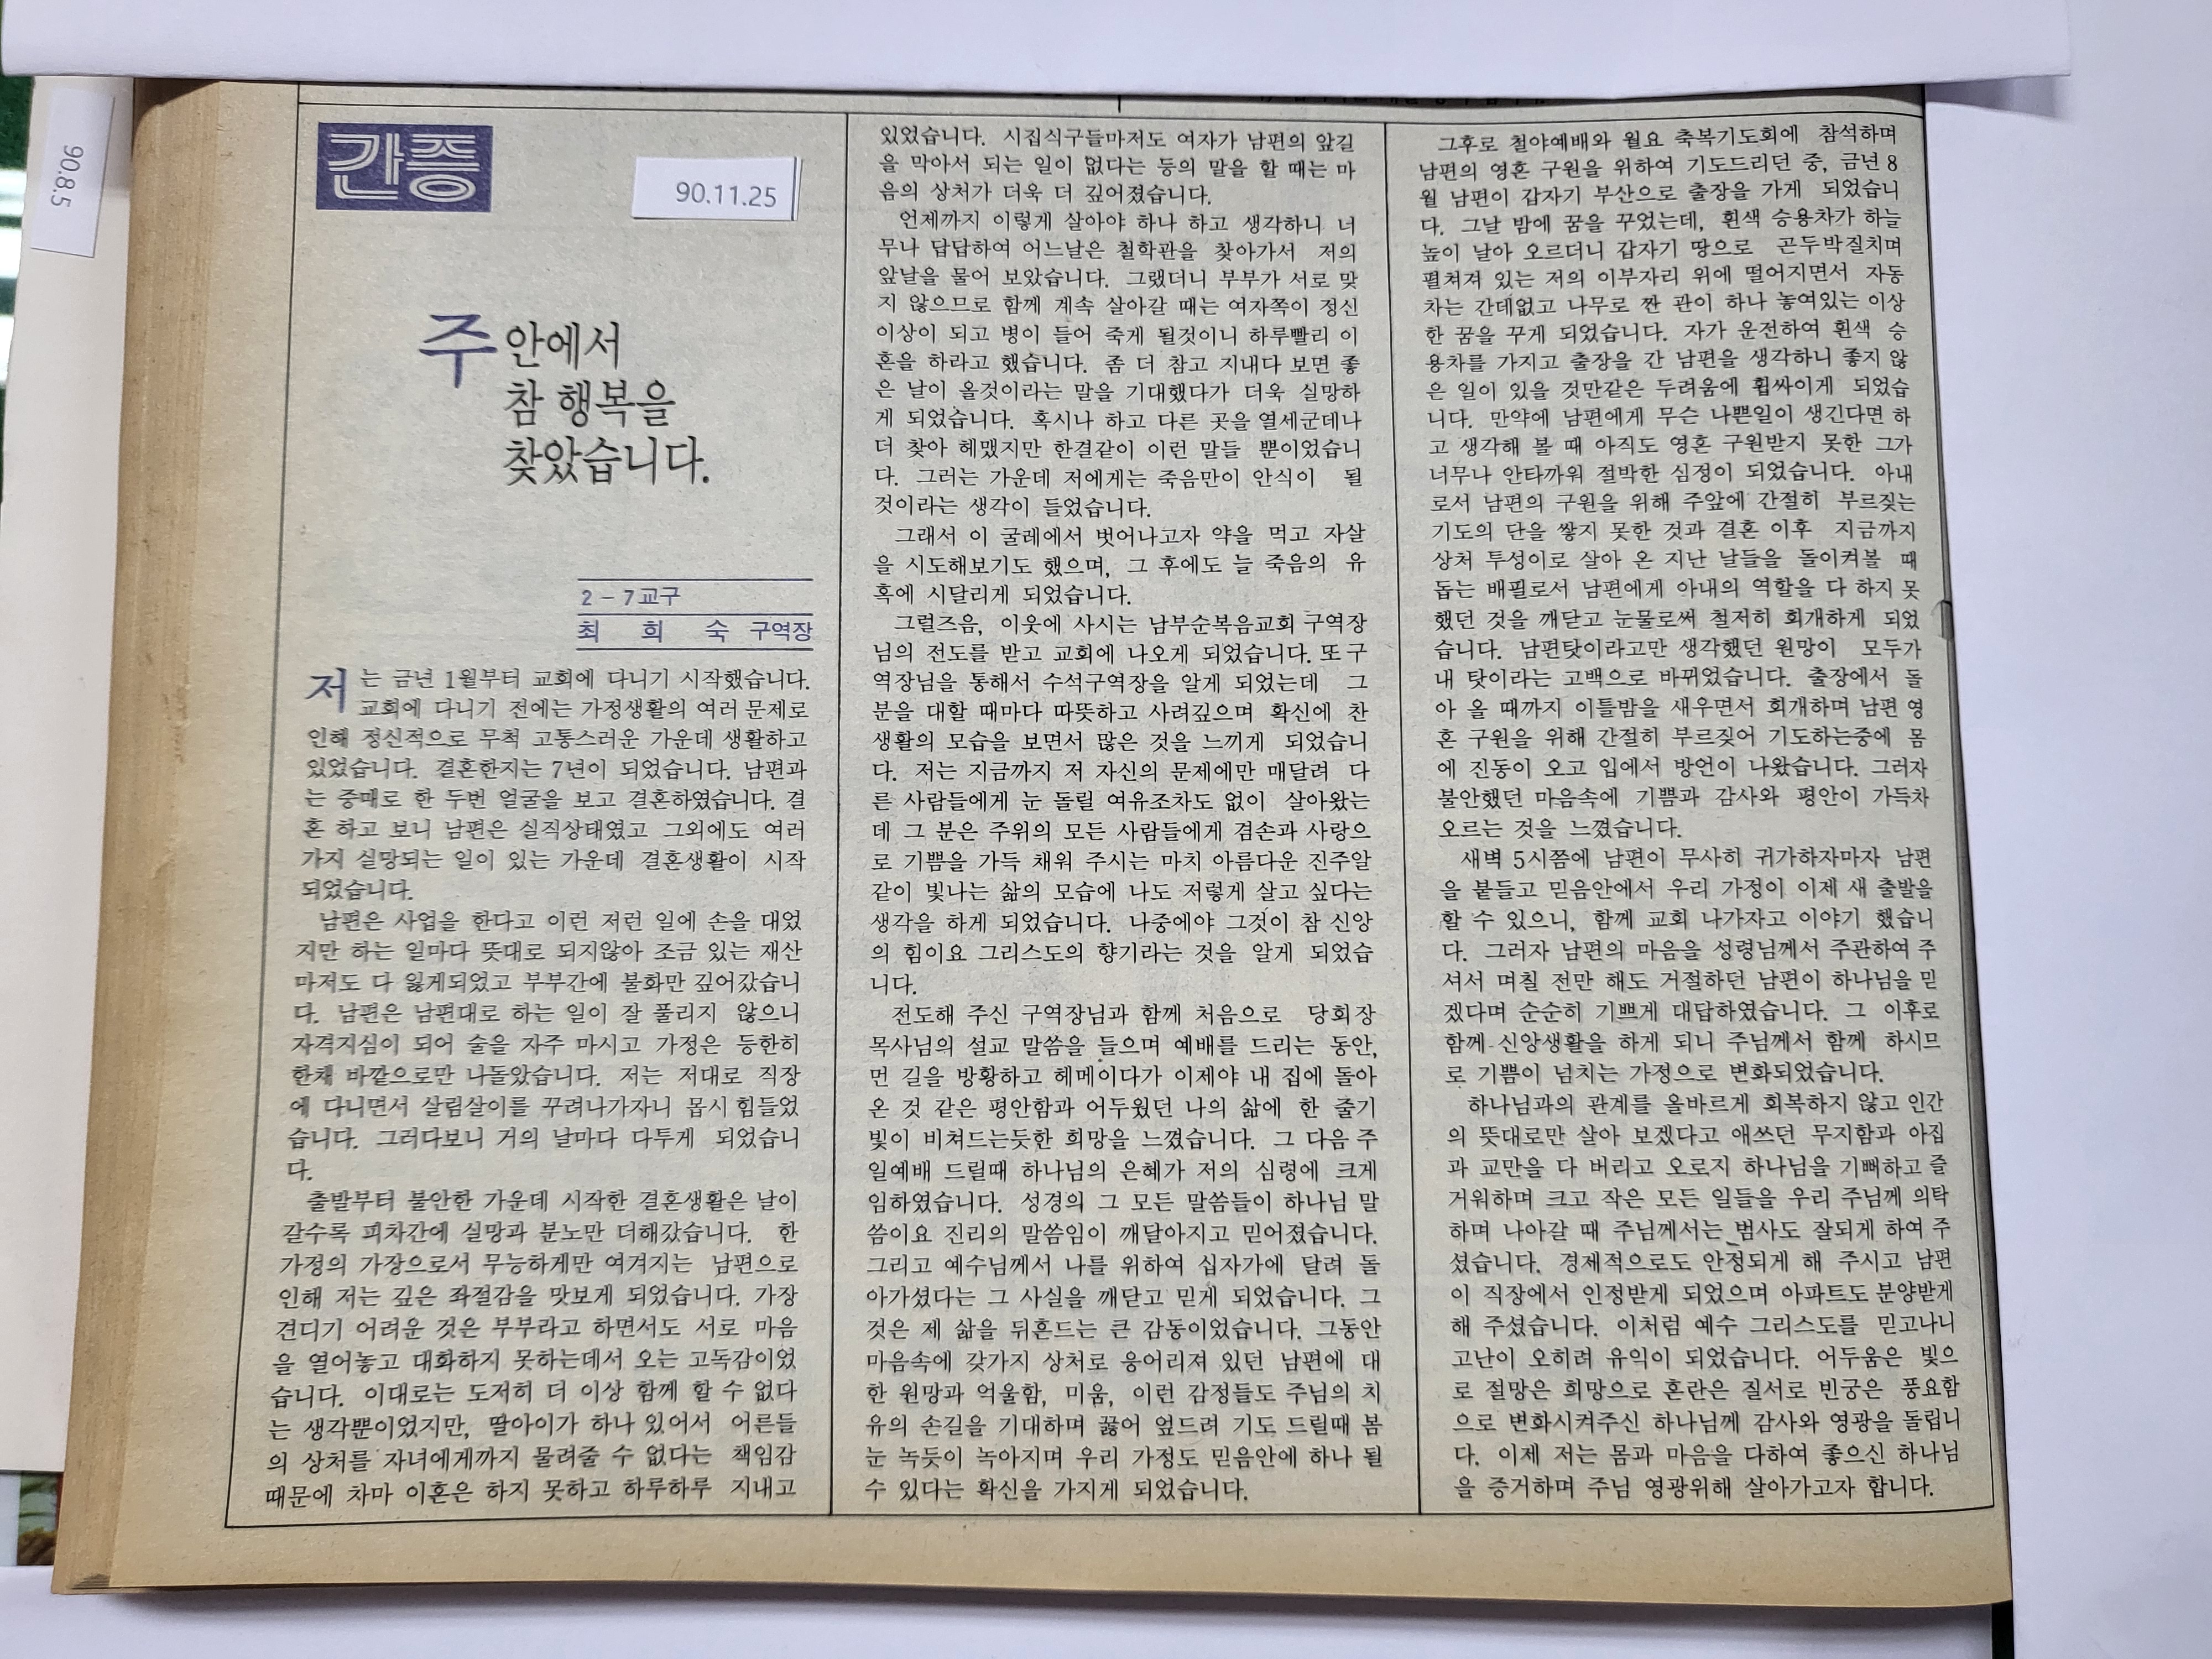 90.8.5
간증
90.11.25
주 안에서
참 행복을
찾았습니다.
2－7교구
최 희 숙 구역장
저는 금년 1월부터 교회에 다니기 시작했습니다.
교회에 다니기 전에는 가정생활의 여러 문제로
인해 정신적으로 무척 고통스러운 가운데 생활하고
있었습니다. 결혼한지는 7년이 되었습니다. 남편과
는 중매로 한 두번 얼굴을 보고 결혼하였습니다. 결
혼 하고 보니 남편은 실직상태였고 그외에도 여러
가지 실망되는 일이 있는 가운데 결혼생활이 시작
되었습니다.
남편은 사업을 한다고 이런 저런 일에 손을 대었
지만 하는 일마다 뜻대로 되지않아 조금 있는 재산
마저도 다 잃게되었고 부부간에 불화만 깊어갔습니
다. 남편은 남편대로 하는 일이 잘 풀리지 않으니
자격지심이 되어 술을 자주 마시고 가정은 등한히
한채 바깥으로만 나돌았습니다. 저는 저대로 직장
에 다니면서 살림살이를 꾸려나가자니 몹시 힘들었
습니다. 그러다보니 거의 날마다 다투게 되었습니
다.
출발부터 불안한 가운데 시작한 결혼생활은 날이
갈수록 피차간에 실망과 분노만 더해갔습니다. 한
가정의 가장으로서 무능하게만 여겨지는 남편으로
인해 저는 깊은 좌절감을 맛보게 되었습니다. 가장
견디기 어려운 것은 부부라고 하면서도 서로 마음
을 열어놓고 대화하지 못하는데서 오는 고독감이었
습니다. 이대로는 도저히 더 이상 함께 할 수 없다
는 생각뿐이었지만, 딸아이가 하나 있어서 어른들
의 상처를 자녀에게까지 물려줄 수 없다는 책임감
때문에 차마 이혼은 하지 못하고 하루하루 지내고
있었습니다. 시집식구들마저도 여자가 남편의 앞길
을 막아서 되는 일이 없다는 등의 말을 할 때는 마
음의 상처가 더욱 더 깊어졌습니다.
언제까지 이렇게 살아야 하나 하고 생각하니 너
무나 답답하여 어느날은 철학관을 찾아가서 저의
앞날을 물어 보았습니다. 그랬더니 부부가 서로 맞
지 않으므로 함께 계속 살아갈 때는 여자쪽이 정신
이상이 되고 병이 들어 죽게 될것이니 하루빨리 이
혼을 하라고 했습니다. 좀 더 참고 지내다 보면 좋
은 날이 올것이라는 말을 기대했다가 더욱 실망하
게 되었습니다. 혹시나 하고 다른 곳을 열세군데나
더 찾아 헤맸지만 한결같이 이런 말들 뿐이었습니
다. 그러는 가운데 저에게는 죽음만이 안식이 될
것이라는 생각이 들었습니다.
그래서 이 굴레에서 벗어나고자 약을 먹고 자살
을 시도해보기도 했으며, 그 후에도 늘 죽음의 유
혹에 시달리게 되었습니다.
그럴즈음, 이웃에 사시는 남부순복음교회 구역장
님의 전도를 받고 교회에 나오게 되었습니다. 또 구
역장님을 통해서 수석구역장을 알게 되었는데 그
분을 대할 때마다 따뜻하고 사려깊으며 확신에 찬
생활의 모습을 보면서 많은 것을 느끼게 되었습니
다. 저는 지금까지 저 자신의 문제에만 매달려 다
른 사람들에게 눈 돌릴 여유조차도 없이 살아왔는
데 그 분은 주위의 모든 사람들에게 겸손과 사랑으
로 기쁨을 가득 채워 주시는 마치 아름다운 진주알
같이 빛나는 삶의 모습에 나도 저렇게 살고 싶다는
생각을 하게 되었습니다. 나중에야 그것이 참 신앙
의 힘이요 그리스도의 향기라는 것을 알게 되었습
니다.
전도해 주신 구역장님과 함께 처음으로 당회장
목사님의 설교 말씀을 들으며 예배를 드리는 동안,
먼 길을 방황하고 헤메이다가 이제야 내 집에 돌아
온 것 같은 평안함과 어두웠던 나의 삶에 한 줄기
빛이 비쳐드는듯한 희망을 느꼈습니다. 그 다음 주
일예배 드릴때 하나님의 은혜가 저의 심령에 크게
임하였습니다. 성경의 그 모든 말씀들이 하나님 말
씀이요 진리의 말씀임이 깨달아지고 믿어졌습니다.
그리고 예수님께서 나를 위하여 십자가에 달려 돌
아가셨다는 그 사실을 깨닫고 믿게 되었습니다. 그
것은 제 삶을 뒤흔드는 큰 감동이었습니다. 그동안
마음속에 갖가지 상처로 응어리져 있던 남편에 대
한 원망과 억울함, 미움, 이런 감정들도 주님의 치
유의 손길을 기대하며 꿇어 엎드려 기도 드릴때 봄
눈 녹듯이 녹아지며 우리 가정도 믿음안에 하나 될
수 있다는 확신을 가지게 되었습니다.
그후로 철야예배와 월요 축복기도회에 참석하며
남편의 영혼 구원을 위하여 기도드리던 중, 금년 8
월 남편이 갑자기 부산으로 출장을 가게 되었습니
다. 그날 밤에 꿈을 꾸었는데, 흰색 승용차가 하늘
높이 날아 오르더니 갑자기 땅으로 곤두박질치며
펼쳐져 있는 저의 이부자리 위에 떨어지면서 자동
차는 간데없고 나무로 짠 관이 하나 놓여있는 이상
한 꿈을 꾸게 되었습니다. 자가 운전하여 흰색 승
용차를 가지고 출장을 간 남편을 생각하니 좋지 않
은 일이 있을 것만같은 두려움에 휩싸이게 되었습
니다. 만약에 남편에게 무슨 나쁜일이 생긴다면 하
고 생각해 볼 때 아직도 영혼 구원받지 못한 그가
너무나 안타까워 절박한 심정이 되었습니다. 아내
로서 남편의 구원을 위해 주앞에 간절히 부르짖는
기도의 단을 쌓지 못한 것과 결혼 이후 지금까지
상처 투성이로 살아 온 지난 날들을 돌이켜볼 때
돕는 배필로서 남편에게 아내의 역할을 다 하지 못
했던 것을 깨닫고 눈물로써 철저히 회개하게 되었
습니다. 남편탓이라고만 생각했던 원망이 모두가
내 탓이라는 고백으로 바뀌었습니다. 출장에서 돌
아 올 때까지 이틀밤을 새우면서 회개하며 남편 영
혼 구원을 위해 간절히 부르짖어 기도하는중에 몸
에 진동이 오고 입에서 방언이 나왔습니다. 그러자
불안했던 마음속에 기쁨과 감사와 평안이 가득차
오르는 것을 느꼈습니다.
새벽 5시쯤에 남편이 무사히 귀가하자마자 남편
을 붙들고 믿음안에서 우리 가정이 이제 새 출발을
할 수 있으니, 함께 교회 나가자고 이야기 했습니
다. 그러자 남편의 마음을 성령님께서 주관하여 주
셔서 며칠 전만 해도 거절하던 남편이 하나님을 믿
겠다며 순순히 기쁘게 대답하였습니다. 그 이후로
함께 신앙생활을 하게 되니 주님께서 함께 하시므
로 기쁨이 넘치는 가정으로 변화되었습니다.
하나님과의 관계를 올바르게 회복하지 않고 인간
의 뜻대로만 살아 보겠다고 애쓰던 무지함과 아집
과 교만을 다 버리고 오로지 하나님을 기뻐하고 즐
거워하며 크고 작은 모든 일들을 우리 주님께 의탁
하며 나아갈 때 주님께서는 범사도 잘되게 하여 주
셨습니다. 경제적으로도 안정되게 해 주시고 남편
이 직장에서 인정받게 되었으며 아파트도 분양받게
해 주셨습니다. 이처럼 예수 그리스도를 믿고나니
고난이 오히려 유익이 되었습니다. 어두움은 빛으
로 절망은 희망으로 혼란은 질서로 빈궁은 풍요함
으로 변화시켜주신 하나님께 감사와 영광을 돌립니
다. 이제 저는 몸과 마음을 다하여 좋으신 하나님
을 증거하며 주님 영광위해 살아가고자 합니다.